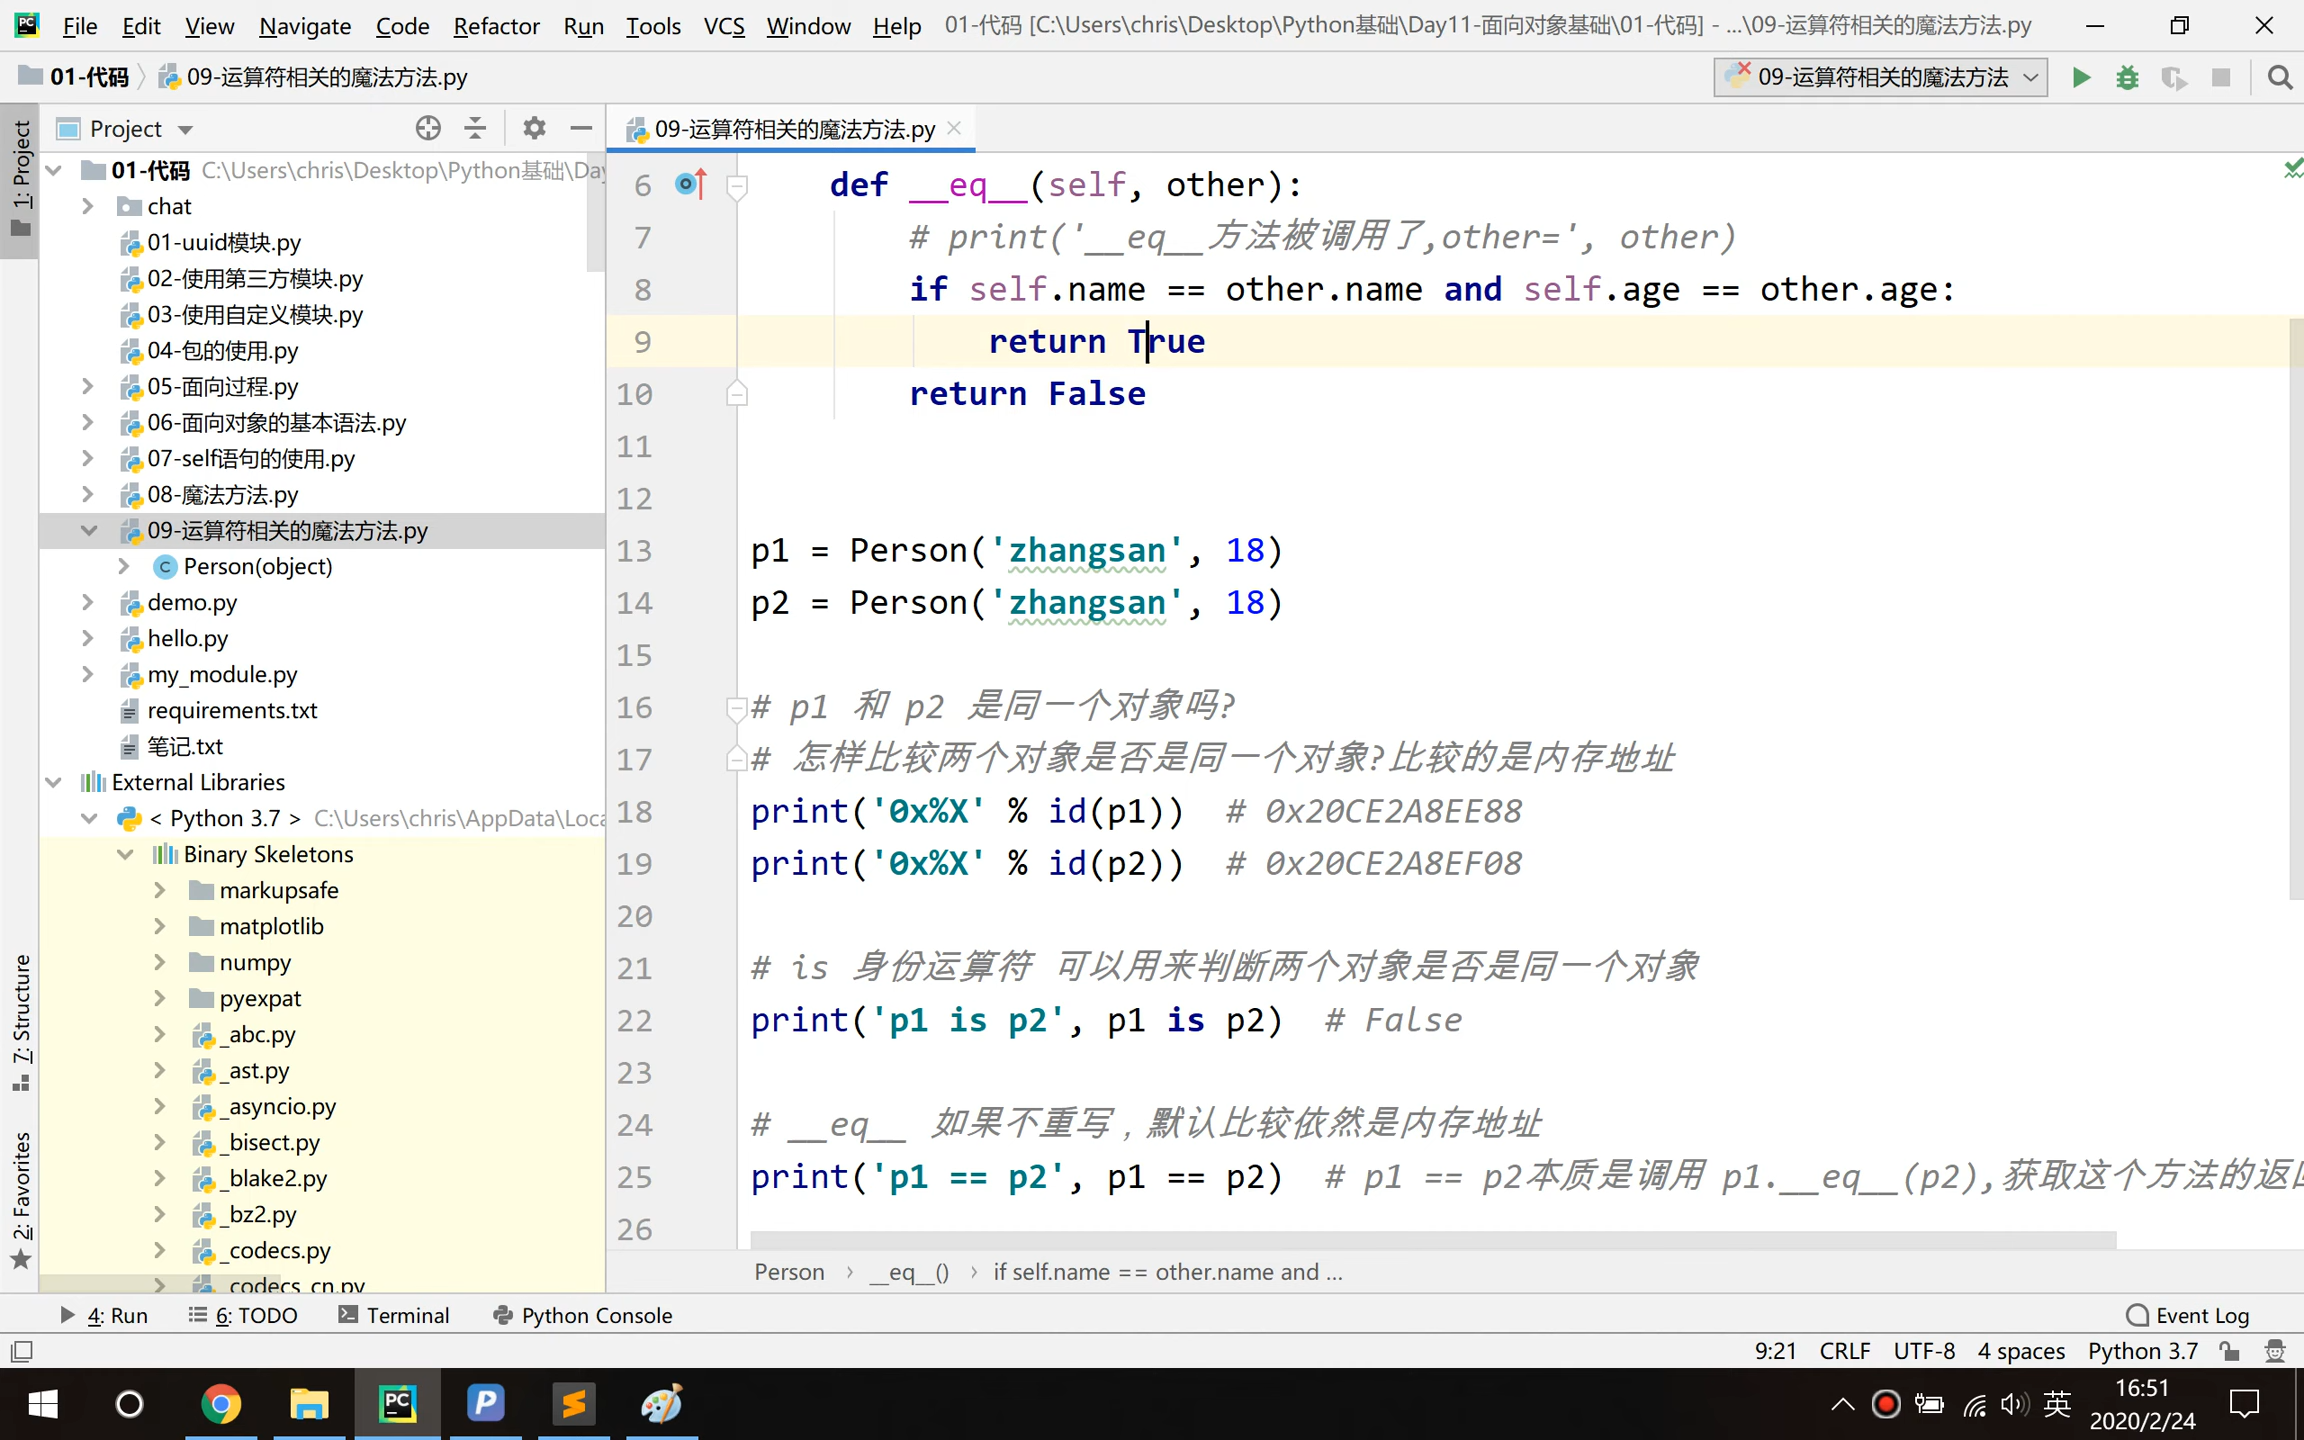 File Edit View Navigate Code Refactor Run Tools VCS Window Help 01-代码 [C:\Users\chris\Desktop\Python基础\Day11-面向对象基础\01-代码] - ...\09-运算符相关的魔法方法.py
01-代码 09-运算符相关的魔法方法.py
09-运算符相关的魔法方法
1: Project
7: Structure
2: Favorites
Project
01-代码 C:\Users\chris\Desktop\Python基础\Day
chat
01-uuid模块.py
02-使用第三方模块.py
03-使用自定义模块.py
04-包的使用.py
05-面向过程.py
06-面向对象的基本语法.py
07-self语句的使用.py
08-魔法方法.py
09-运算符相关的魔法方法.py
Person(object)
demo.py
hello.py
my_module.py
requirements.txt
笔记.txt
External Libraries
< Python 3.7 > C:\Users\chris\AppData\Loca
Binary Skeletons
markupsafe
matplotlib
numpy
pyexpat
_abc.py
_ast.py
_asyncio.py
_bisect.py
_blake2.py
_bz2.py
_codecs.py
_codecs_cn.py
09-运算符相关的魔法方法.py
6 def __eq__(self, other):
7 # print('__eq__方法被调用了,other=', other)
8 if self.name == other.name and self.age == other.age:
9 return True
10 return False
11
12
13 p1 = Person('zhangsan', 18)
14 p2 = Person('zhangsan', 18)
15
16 # p1 和 p2 是同一个对象吗?
17 # 怎样比较两个对象是否是同一个对象?比较的是内存地址
18 print('0x%X' % id(p1)) # 0x20CE2A8EE88
19 print('0x%X' % id(p2)) # 0x20CE2A8EF08
20
21 # is 身份运算符 可以用来判断两个对象是否是同一个对象
22 print('p1 is p2', p1 is p2) # False
23
24 # __eq__ 如果不重写，默认比较依然是内存地址
25 print('p1 == p2', p1 == p2) # p1 == p2本质是调用 p1.__eq__(p2),获取这个方法的返回
26
Person › __eq__() › if self.name == other.name and ...
4: Run 6: TODO Terminal Python Console Event Log
9:21 CRLF UTF-8 4 spaces Python 3.7
英 16:51
2020/2/24